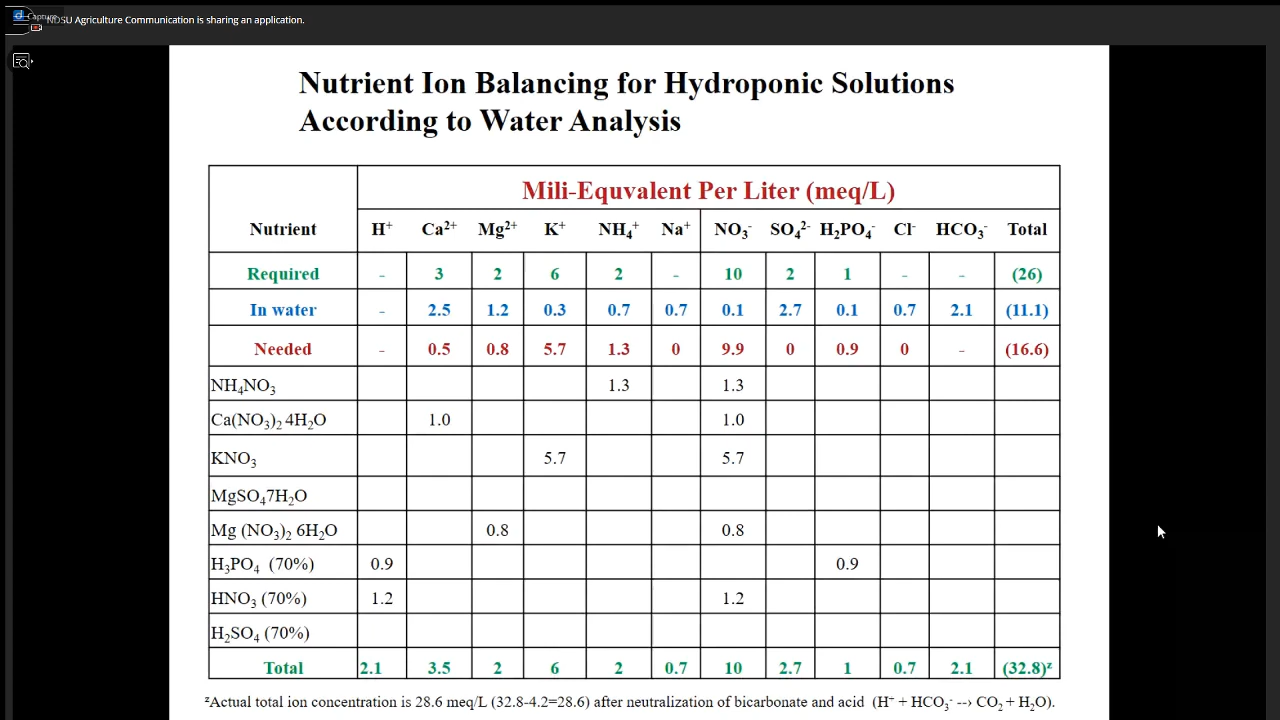 Capture
NDSU Agriculture Communication is sharing an application.
Nutrient Ion Balancing for Hydroponic Solutions
According to Water Analysis
Mili-Equvalent Per Liter (meq/L)
Nutrient H⁺ Ca²⁺ Mg²⁺ K⁺ NH₄⁺ Na⁺ NO₃⁻ SO₄²⁻ H₂PO₄⁻ Cl⁻ HCO₃⁻ Total
Required - 3 2 6 2 - 10 2 1 - - (26)
In water - 2.5 1.2 0.3 0.7 0.7 0.1 2.7 0.1 0.7 2.1 (11.1)
Needed - 0.5 0.8 5.7 1.3 0 9.9 0 0.9 0 - (16.6)
NH₄NO₃ 1.3 1.3
Ca(NO₃)₂ 4H₂O 1.0 1.0
KNO₃ 5.7 5.7
MgSO₄7H₂O
Mg (NO₃)₂ 6H₂O 0.8 0.8
H₃PO₄ (70%) 0.9 0.9
HNO₃ (70%) 1.2 1.2
H₂SO₄ (70%)
Total 2.1 3.5 2 6 2 0.7 10 2.7 1 0.7 2.1 (32.8)ᶻ
ᶻActual total ion concentration is 28.6 meq/L (32.8-4.2=28.6) after neutralization of bicarbonate and acid (H⁺ + HCO₃⁻ --› CO₂ + H₂O).